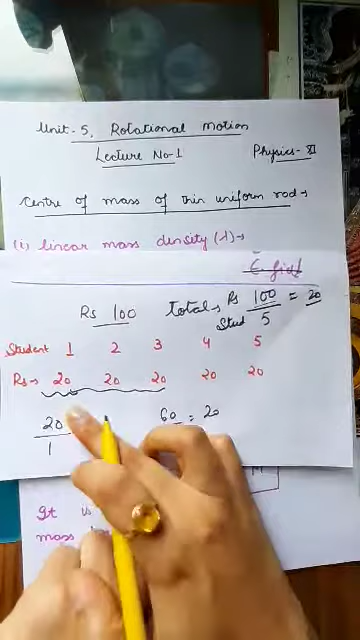 Unit-5, Rotational motion
Lecture No-1 Physics-XI
Centre of mass of thin uniform rod→
(i) linear mass density (λ)→
Rs 100 Total→ Rs 100 = 20
Stud 5
Student 1 2 3 4 5
Rs→ 20 20 20 20 20
20 60 = 20
1
M
It is
mass